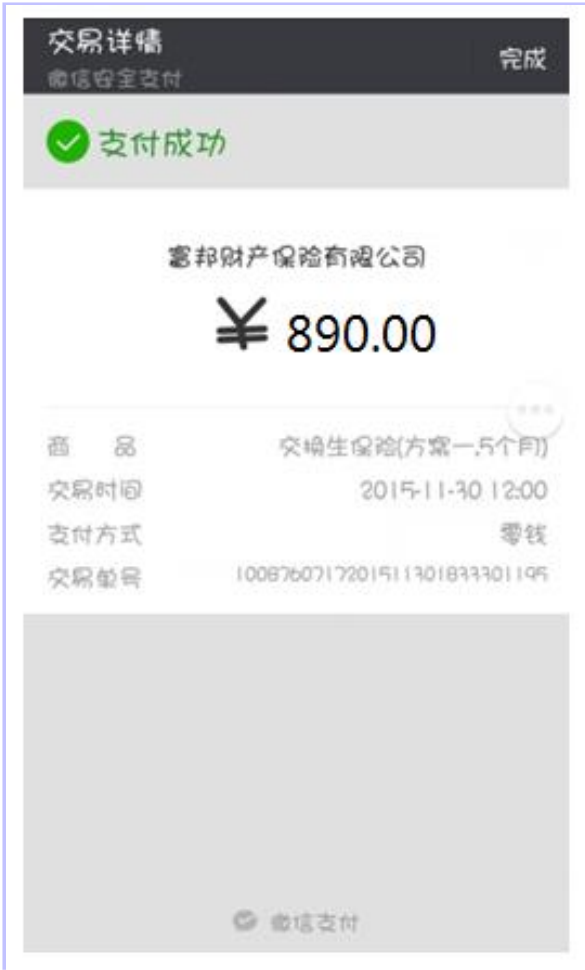 交易详情
微信安全支付
完成
支付成功
富邦财产保险有限公司
¥ 890.00
商 品 交换生保险(方案一,5个月)
交易时间 2015-11-30 12:00
支付方式 零钱
交易单号 1008760717201511301833301195
微信支付